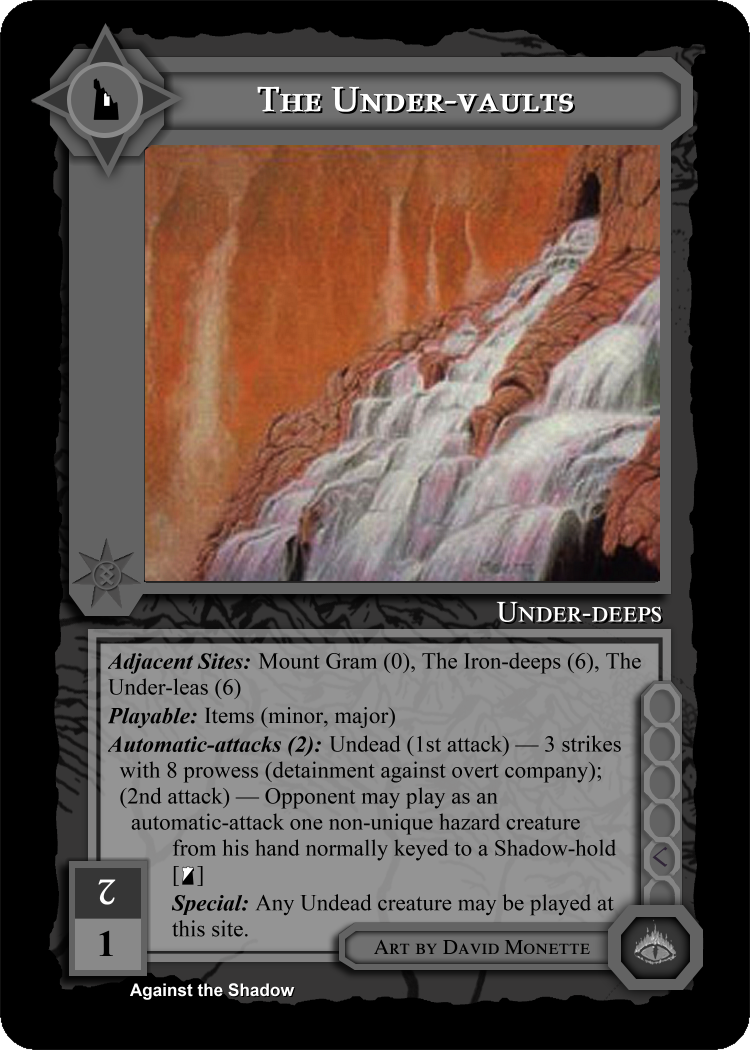 The Under-vaults
Under-deeps
Adjacent Sites: Mount Gram (0), The Iron-deeps (6), The
Under-leas (6)
Playable: Items (minor, major)
Automatic-attacks (2): Undead (1st attack) — 3 strikes
with 8 prowess (detainment against overt company);
(2nd attack) — Opponent may play as an
automatic-attack one non-unique hazard creature
from his hand normally keyed to a Shadow-hold
[]
Special: Any Undead creature may be played at
this site.
2
1
Art by David Monette
Against the Shadow